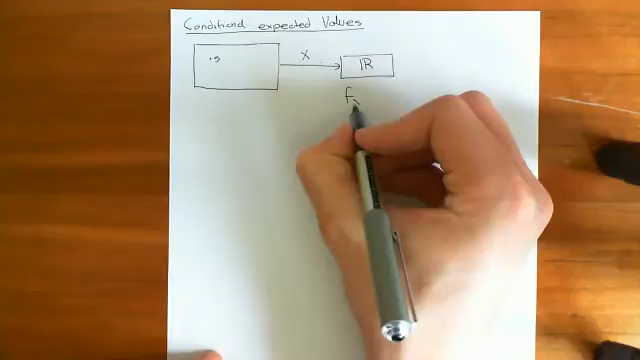 Conditional expected Values
·s
X
IR
f